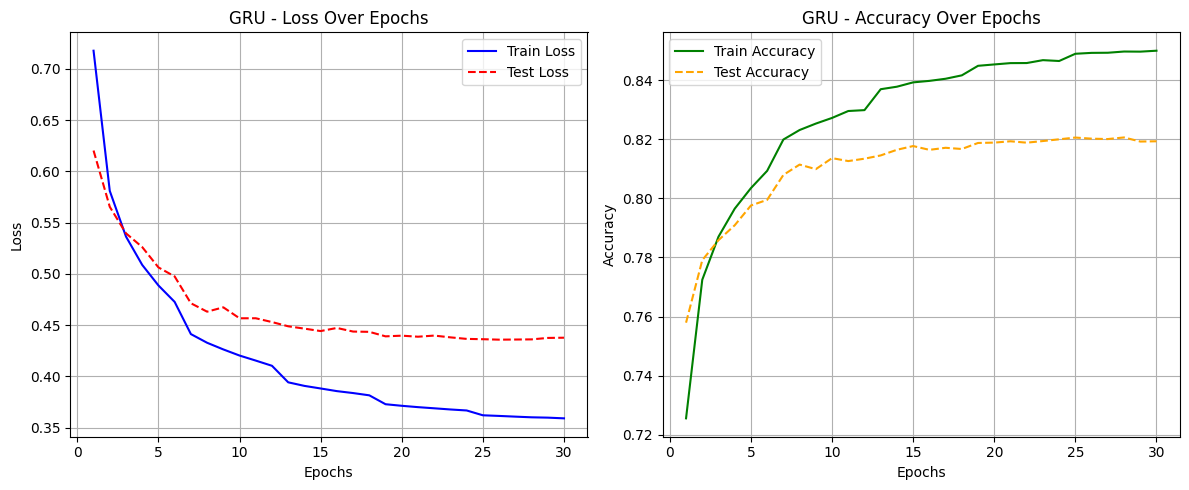 GRU - Loss Over Epochs
Train Loss
Test Loss
0.70
0.65
0.60
0.55
0.50
0.45
0.40
0.35
Loss
0 5 10 15 20 25 30
Epochs
GRU - Accuracy Over Epochs
Train Accuracy
Test Accuracy
0.84
0.82
0.80
0.78
0.76
0.74
0.72
Accuracy
0 5 10 15 20 25 30
Epochs